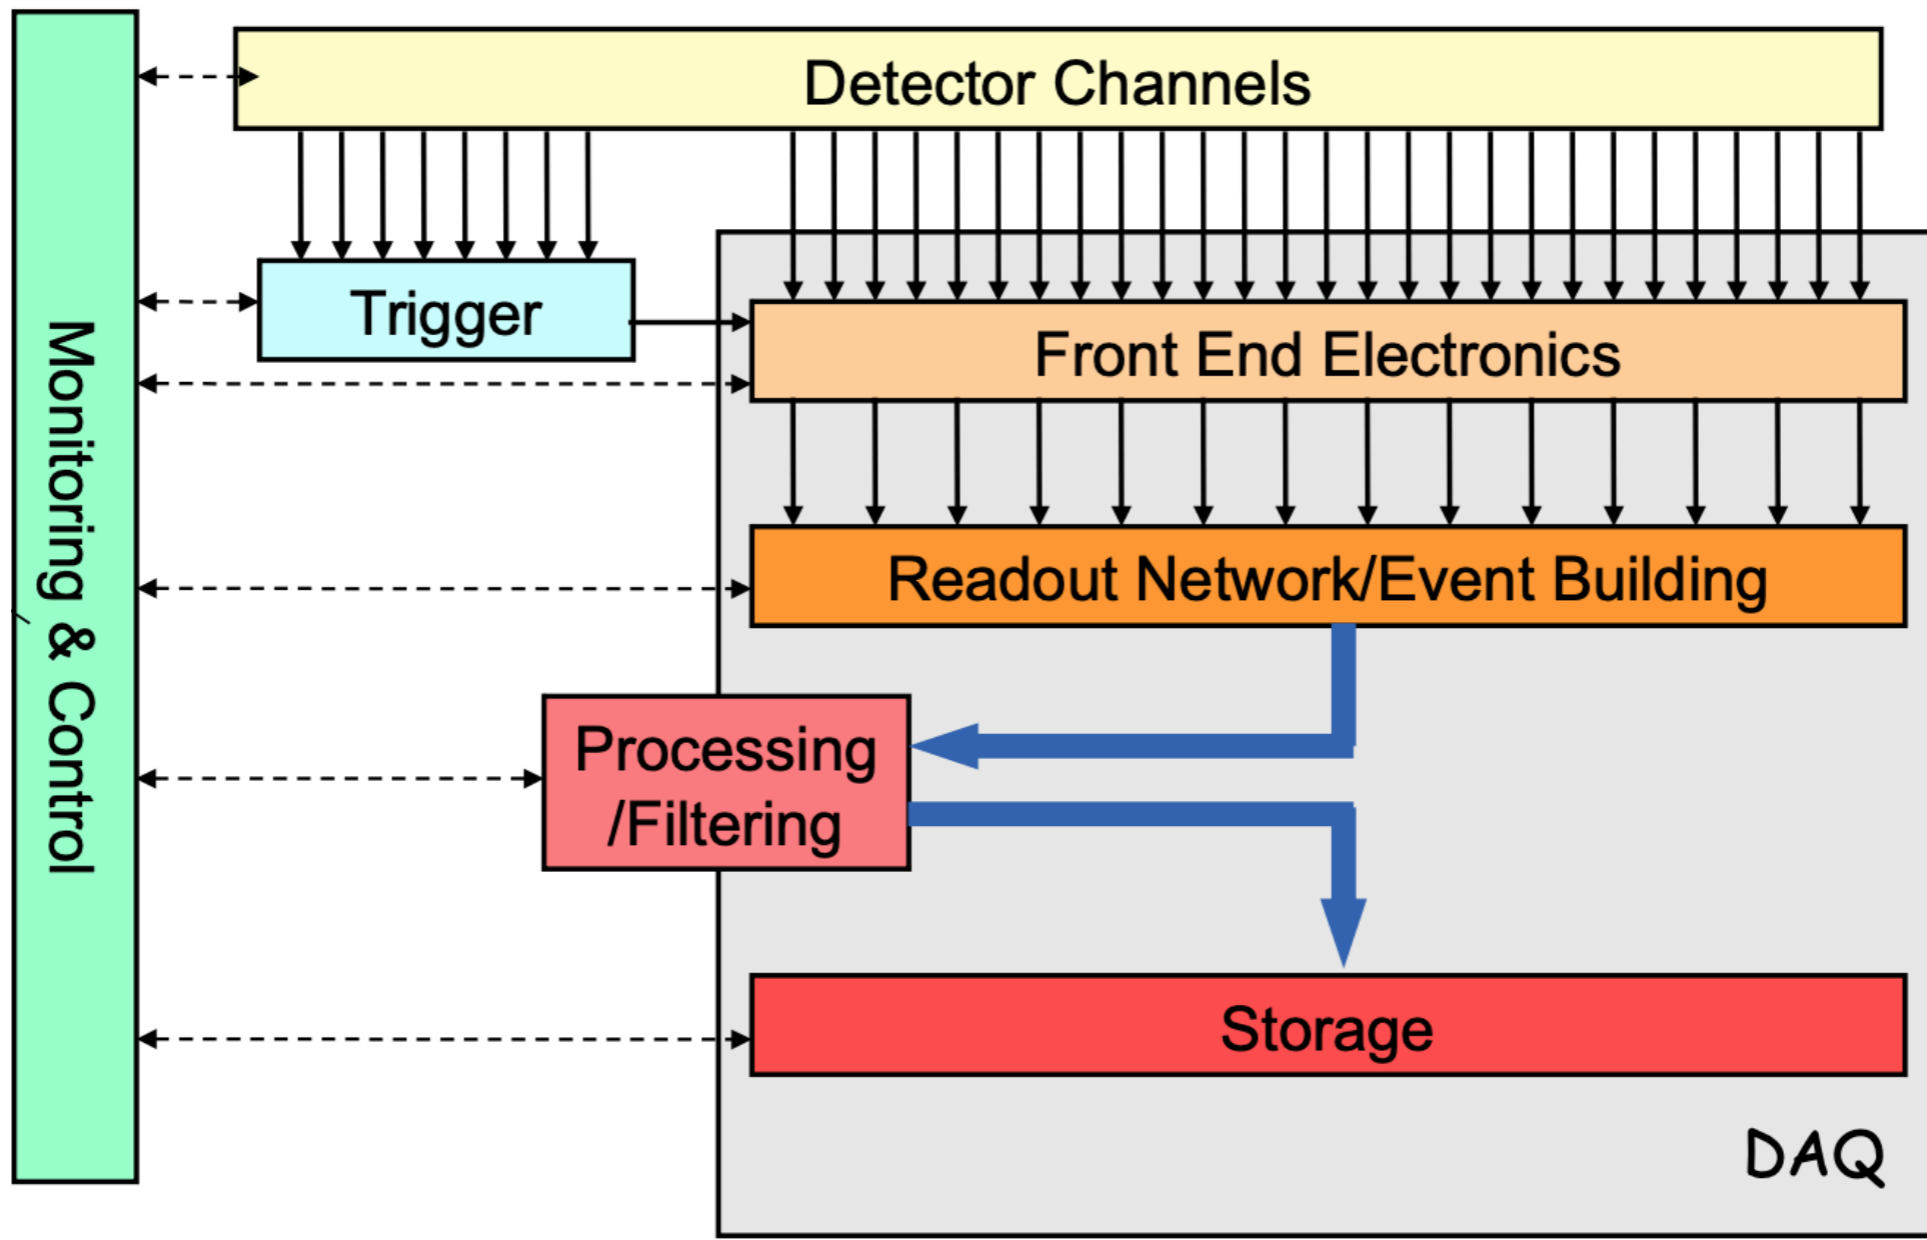 Detector Channels
Trigger
Front End Electronics
Monitoring & Control
Readout Network/Event Building
Processing
/Filtering
Storage
DAQ